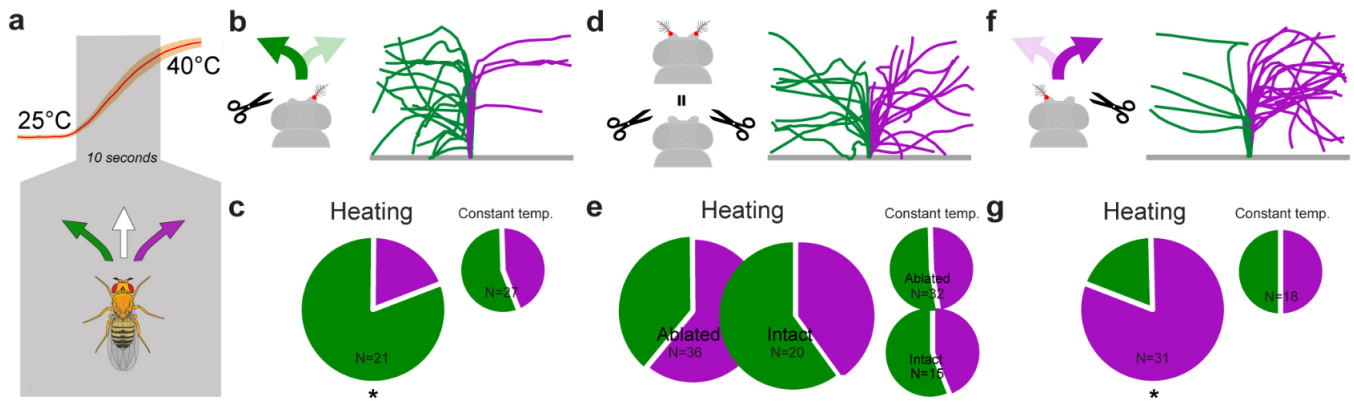 a
25°C
40°C
10 seconds
b
c
Heating
N=21
*
Constant temp.
N=27
d
=
e
Heating
Ablated
N=36
Intact
N=20
Constant temp.
Ablated
N=32
Intact
N=15
f
g
Heating
N=31
*
Constant temp.
N=18